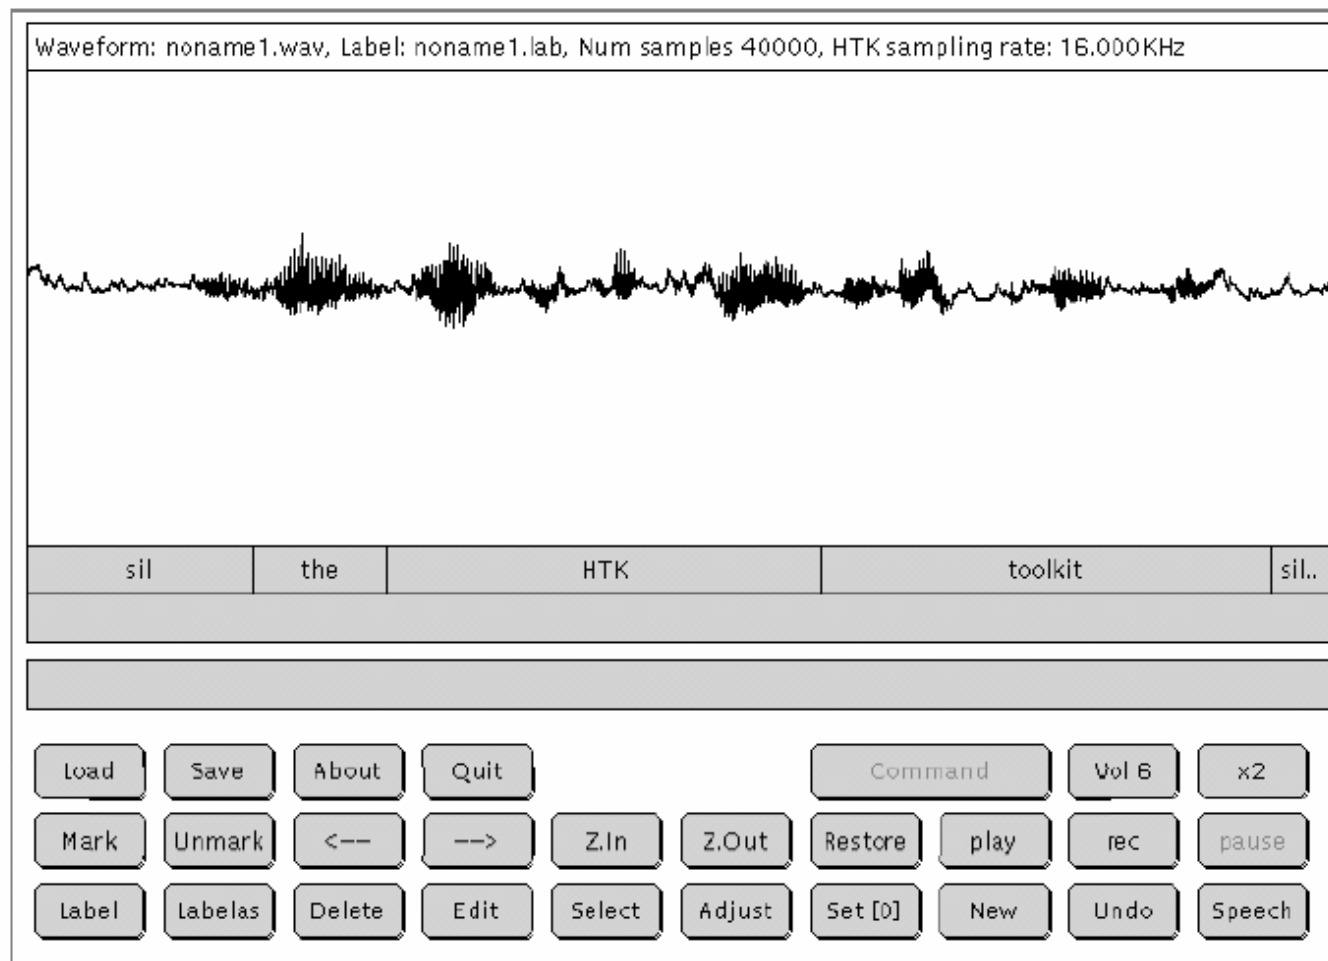 Waveform: noname1.wav, Label: noname1.lab, Num samples 40000, HTK sampling rate: 16.000KHz
sil the HTK toolkit sil..
Load Save About Quit Command Vol 6 x2
Mark Unmark <-- --> Z.In Z.Out Restore play rec pause
Label Labelas Delete Edit Select Adjust Set [0] New Undo Speech